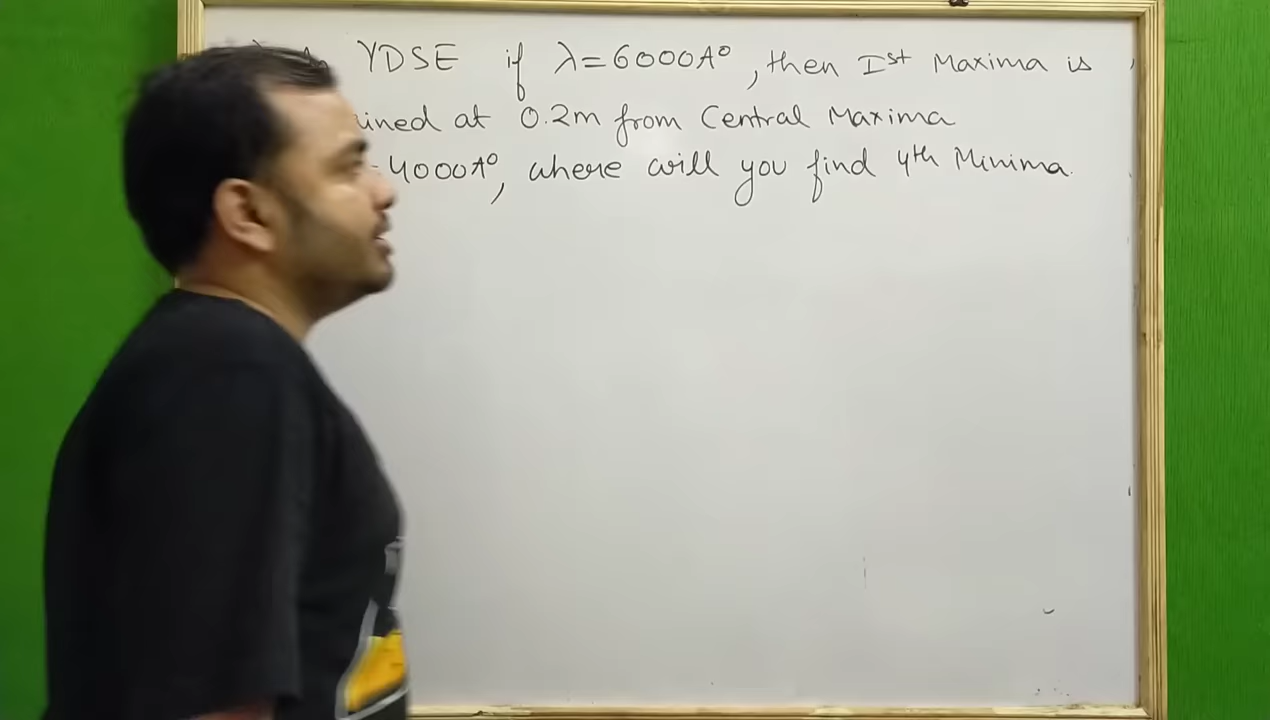 YDSE if λ=6000A°, then Ist Maxima is
ined at 0.2m from Central Maxima
4000A°, where will you find 4th Minima.